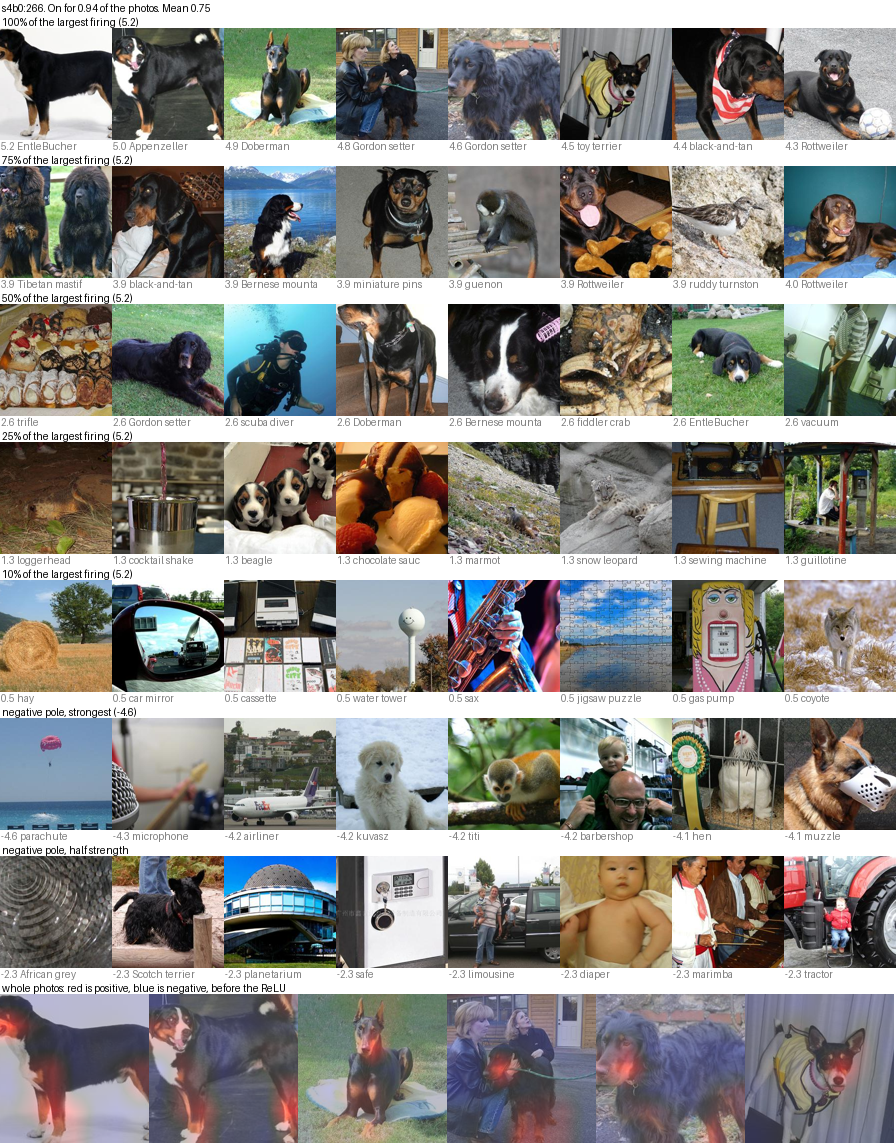 s4b0:266. On for 0.94 of the photos. Mean 0.75
100% of the largest firing (5.2)
5.2 EntleBucher
5.0 Appenzeller
4.9 Doberman
4.8 Gordon setter
4.6 Gordon setter
4.5 toy terrier
4.4 black-and-tan
4.3 Rottweiler
75% of the largest firing (5.2)
3.9 Tibetan mastif
3.9 black-and-tan
3.9 Bernese mounta
3.9 miniature pins
3.9 guenon
3.9 Rottweiler
3.9 ruddy turnston
4.0 Rottweiler
50% of the largest firing (5.2)
2.6 trifle
2.6 Gordon setter
2.6 scuba diver
2.6 Doberman
2.6 Bernese mounta
2.6 fiddler crab
2.6 EntleBucher
2.6 vacuum
25% of the largest firing (5.2)
1.3 loggerhead
1.3 cocktail shake
1.3 beagle
1.3 chocolate sauc
1.3 marmot
1.3 snow leopard
1.3 sewing machine
1.3 guillotine
10% of the largest firing (5.2)
0.5 hay
0.5 car mirror
0.5 cassette
0.5 water tower
0.5 sax
0.5 jigsaw puzzle
0.5 gas pump
0.5 coyote
negative pole, strongest (-4.6)
FedEx
-4.6 parachute
-4.3 microphone
-4.2 airliner
-4.2 kuvasz
-4.2 titi
-4.2 barbershop
-4.1 hen
-4.1 muzzle
negative pole, half strength
-2.3 African grey
-2.3 Scotch terrier
-2.3 planetarium
-2.3 safe
-2.3 limousine
-2.3 diaper
-2.3 marimba
-2.3 tractor
whole photos: red is positive, blue is negative, before the ReLU